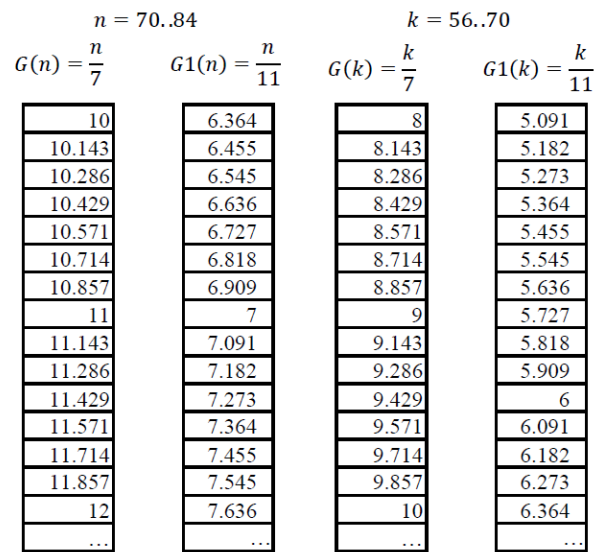 n = 70..84 k = 56..70
G(n) = n/7 G1(n) = n/11 G(k) = k/7 G1(k) = k/11
10 6.364 8 5.091
10.143 6.455 8.143 5.182
10.286 6.545 8.286 5.273
10.429 6.636 8.429 5.364
10.571 6.727 8.571 5.455
10.714 6.818 8.714 5.545
10.857 6.909 8.857 5.636
11 7 9 5.727
11.143 7.091 9.143 5.818
11.286 7.182 9.286 5.909
11.429 7.273 9.429 6
11.571 7.364 9.571 6.091
11.714 7.455 9.714 6.182
11.857 7.545 9.857 6.273
12 7.636 10 6.364
... ... ... ...